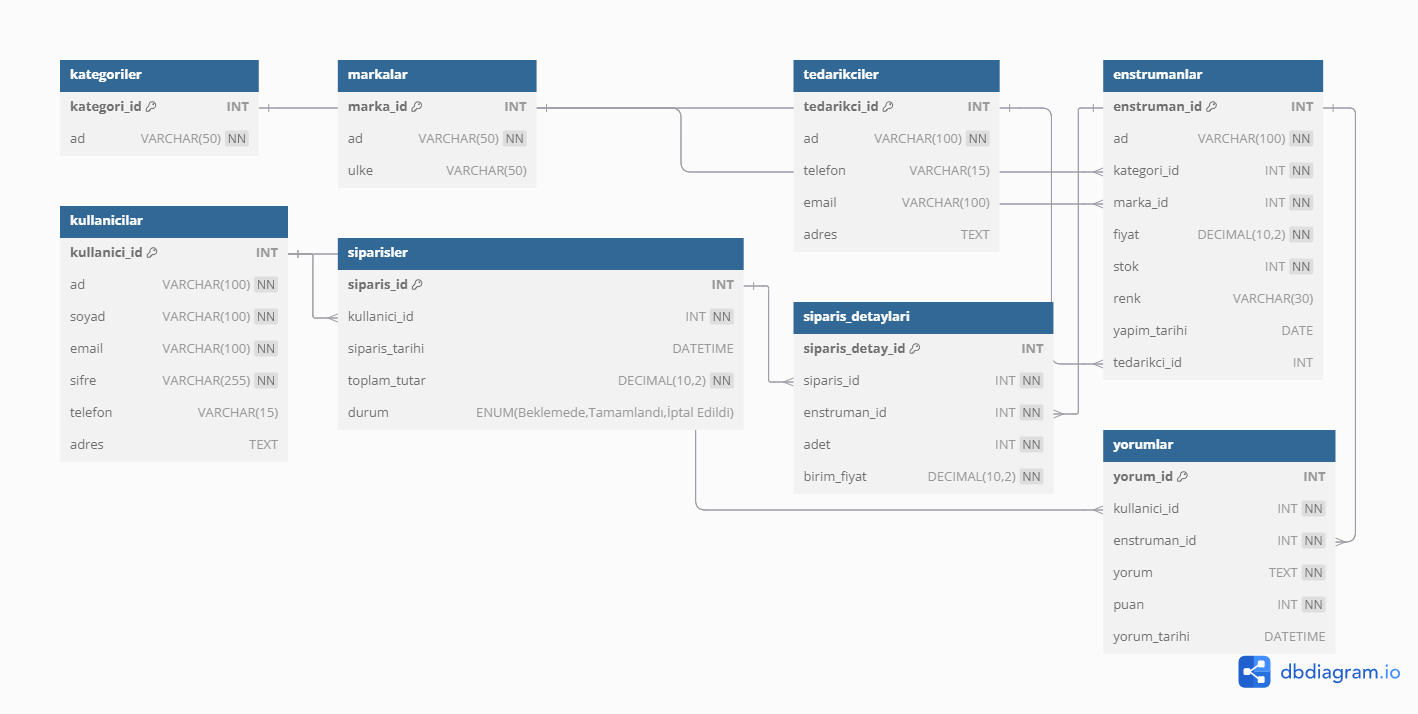 kategoriler
kategori_id INT
ad VARCHAR(50) NN
markalar
marka_id INT
ad VARCHAR(50) NN
ulke VARCHAR(50)
tedarikciler
tedarikci_id INT
ad VARCHAR(100) NN
telefon VARCHAR(15)
email VARCHAR(100)
adres TEXT
enstrumanlar
enstruman_id INT
ad VARCHAR(100) NN
kategori_id INT NN
marka_id INT NN
fiyat DECIMAL(10,2) NN
stok INT NN
renk VARCHAR(30)
yapim_tarihi DATE
tedarikci_id INT
kullanicilar
kullanici_id INT
ad VARCHAR(100) NN
soyad VARCHAR(100) NN
email VARCHAR(100) NN
sifre VARCHAR(255) NN
telefon VARCHAR(15)
adres TEXT
siparisler
siparis_id INT
kullanici_id INT NN
siparis_tarihi DATETIME
toplam_tutar DECIMAL(10,2) NN
durum ENUM(Beklemede,Tamamlandı,İptal Edildi)
siparis_detaylari
siparis_detay_id INT
siparis_id INT NN
enstruman_id INT NN
adet INT NN
birim_fiyat DECIMAL(10,2) NN
yorumlar
yorum_id INT
kullanici_id INT NN
enstruman_id INT NN
yorum TEXT NN
puan INT NN
yorum_tarihi DATETIME
dbdiagram.io